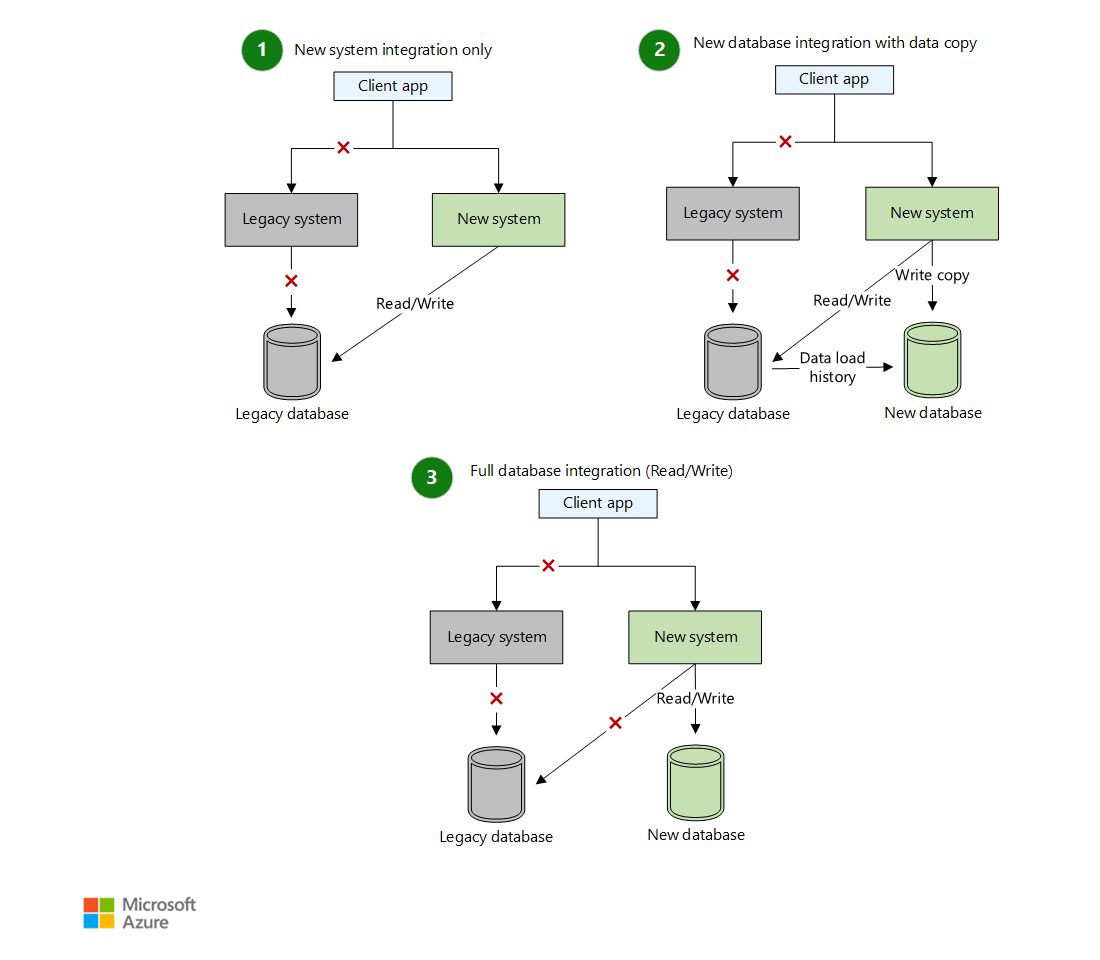 1
New system integration only
Client app
Legacy system
New system
Read/Write
Legacy database
2
New database integration with data copy
Client app
Legacy system
New system
Write copy
Read/Write
Data load
history
Legacy database
New database
3
Full database integration (Read/Write)
Client app
Legacy system
New system
Read/Write
Legacy database
New database
Microsoft
Azure